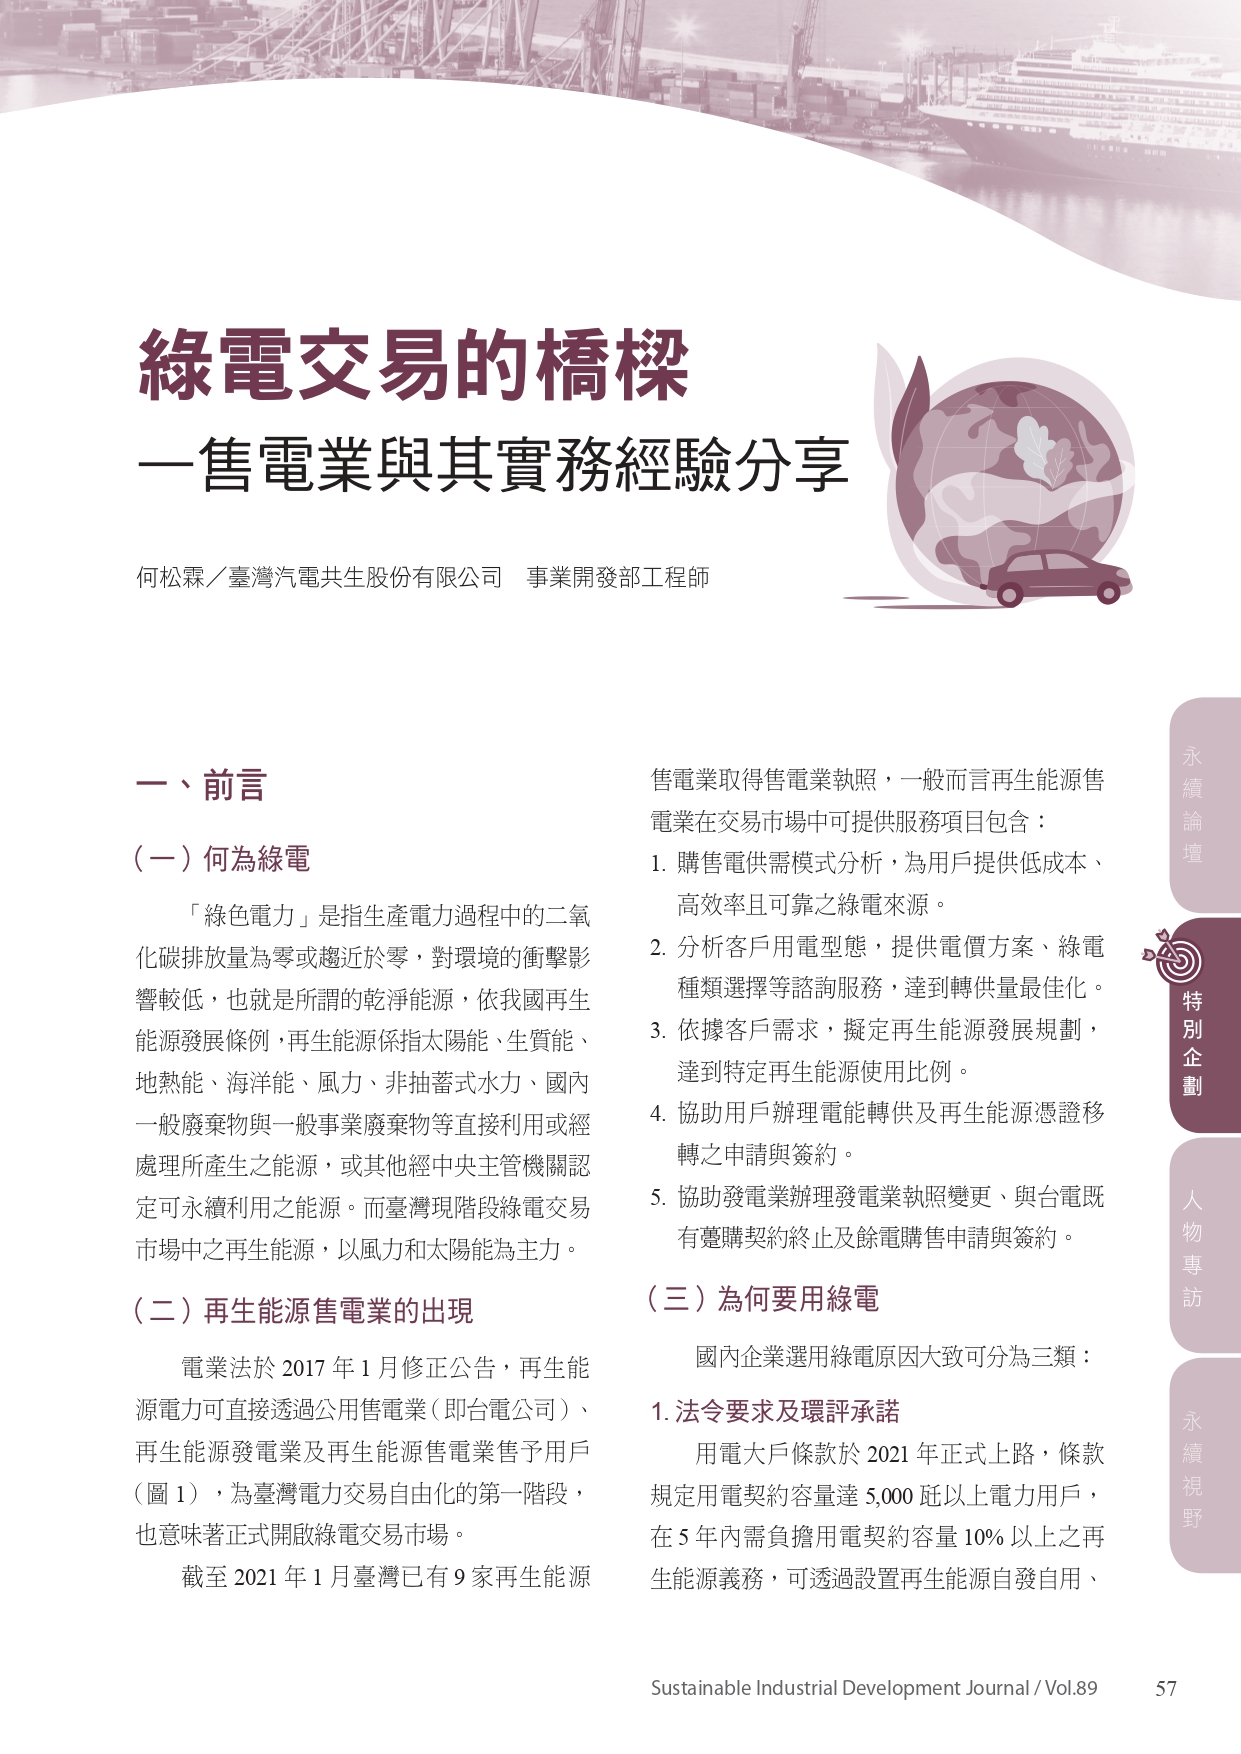 綠電交易的橋樑
—售電業與其實務經驗分享
何松霖／臺灣汽電共生股份有限公司　事業開發部工程師
一、前言
（一）何為綠電
「綠色電力」是指生產電力過程中的二氧
化碳排放量為零或趨近於零，對環境的衝擊影
響較低，也就是所謂的乾淨能源，依我國再生
能源發展條例，再生能源係指太陽能、生質能、
地熱能、海洋能、風力、非抽蓄式水力、國內
一般廢棄物與一般事業廢棄物等直接利用或經
處理所產生之能源，或其他經中央主管機關認
定可永續利用之能源。而臺灣現階段綠電交易
市場中之再生能源，以風力和太陽能為主力。
（二）再生能源售電業的出現
電業法於 2017 年 1 月修正公告，再生能
源電力可直接透過公用售電業（即台電公司）、
再生能源發電業及再生能源售電業售予用戶
（圖 1），為臺灣電力交易自由化的第一階段，
也意味著正式開啟綠電交易市場。
截至 2021 年 1 月臺灣已有 9 家再生能源
售電業取得售電業執照，一般而言再生能源售
電業在交易市場中可提供服務項目包含：
1. 購售電供需模式分析，為用戶提供低成本、
高效率且可靠之綠電來源。
2. 分析客戶用電型態，提供電價方案、綠電
種類選擇等諮詢服務，達到轉供量最佳化。
3. 依據客戶需求，擬定再生能源發展規劃，
達到特定再生能源使用比例。
4. 協助用戶辦理電能轉供及再生能源憑證移
轉之申請與簽約。
5. 協助發電業辦理發電業執照變更、與台電既
有躉購契約終止及餘電購售申請與簽約。
（三）為何要用綠電
國內企業選用綠電原因大致可分為三類：
1. 法令要求及環評承諾
用電大戶條款於 2021 年正式上路，條款
規定用電契約容量達 5,000 瓩以上電力用戶，
在 5 年內需負擔用電契約容量 10% 以上之再
生能源義務，可透過設置再生能源自發自用、
永續論壇
特別企劃
人物專訪
永續視野
Sustainable Industrial Development Journal / Vol.89
57